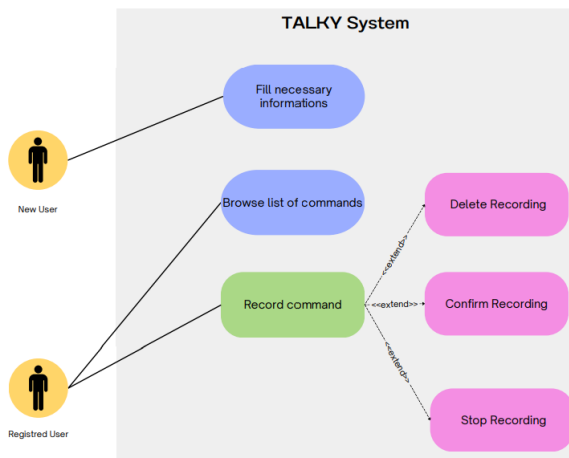 TALKY System
Fill necessary
informations
New User
Browse list of commands
Delete Recording
<<extend>>
Record command
<<extend>>
Confirm Recording
<<extend>>
Stop Recording
Registred User